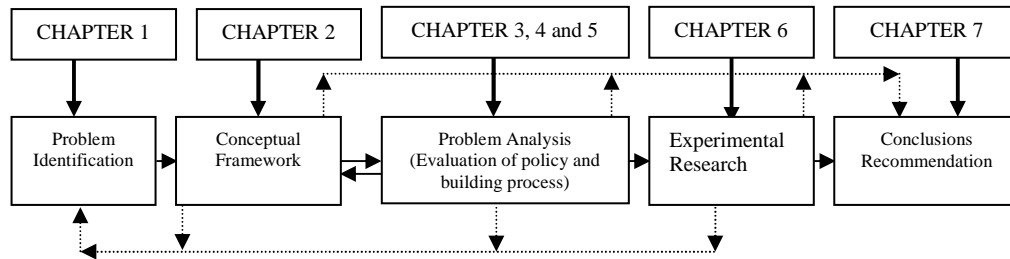 CHAPTER 1
CHAPTER 2
CHAPTER 3, 4 and 5
CHAPTER 6
CHAPTER 7
Problem
Identification
Conceptual
Framework
Problem Analysis
(Evaluation of policy and
building process)
Experimental
Research
Conclusions
Recommendation